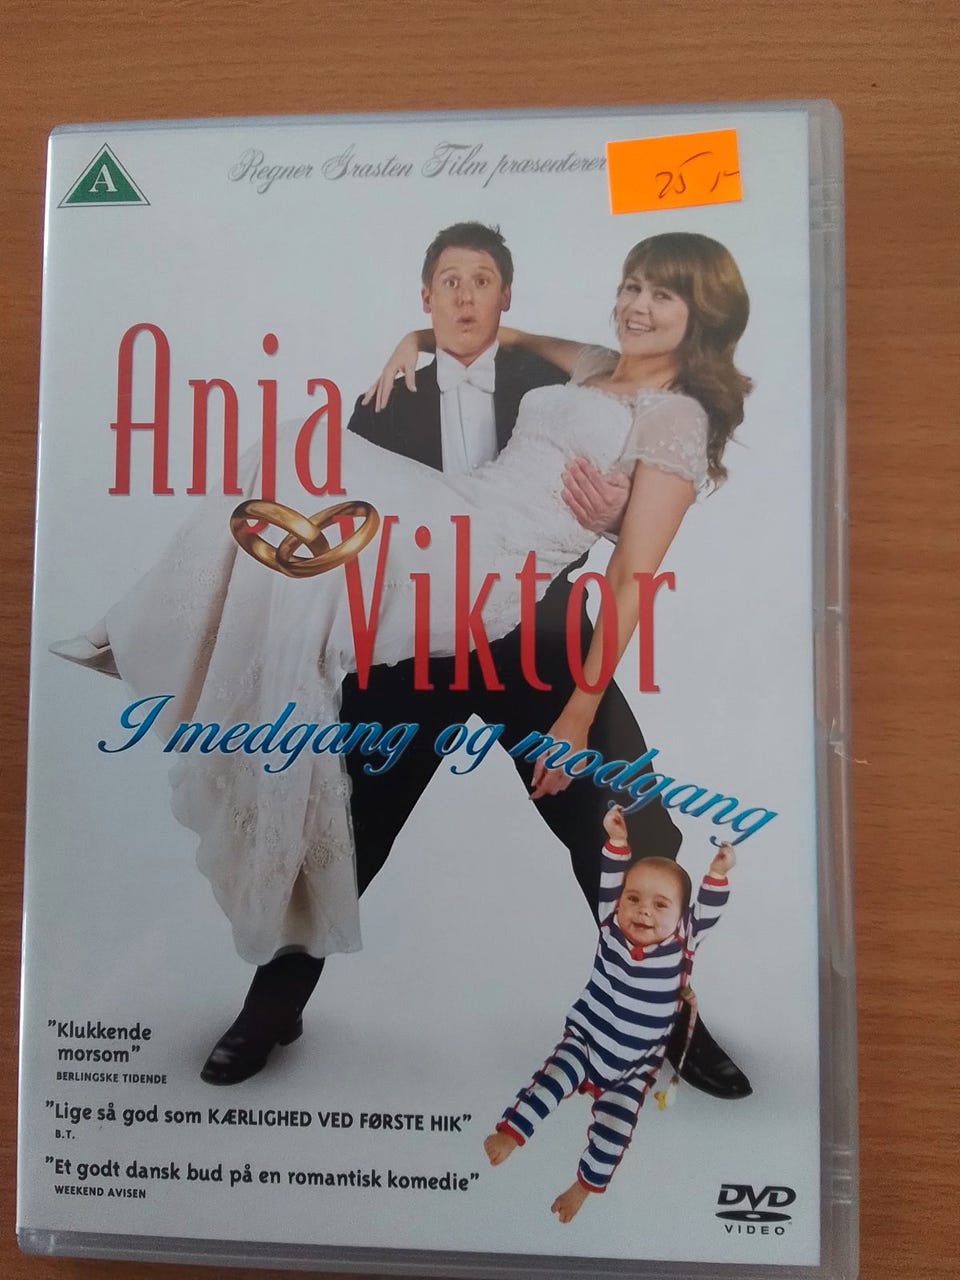 A
Regner Grasten Film præsenterer
25,-
Anja
Viktor
I medgang og modgang
"Klukkende
morsom"
BERLINGSKE TIDENDE
"Lige så god som KÆRLIGHED VED FØRSTE HIK"
B.T.
"Et godt dansk bud på en romantisk komedie"
WEEKEND AVISEN
DVD
VIDEO